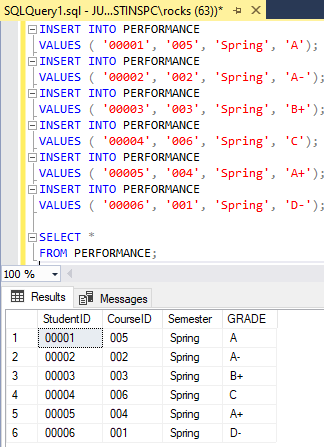 SQLQuery1.sql - JU...STINSPC\rocks (63))*
INSERT INTO PERFORMANCE
VALUES ( '00001', '005', 'Spring', 'A');
INSERT INTO PERFORMANCE
VALUES ( '00002', '002', 'Spring', 'A-');
INSERT INTO PERFORMANCE
VALUES ( '00003', '003', 'Spring', 'B+');
INSERT INTO PERFORMANCE
VALUES ( '00004', '006', 'Spring', 'C');
INSERT INTO PERFORMANCE
VALUES ( '00005', '004', 'Spring', 'A+');
INSERT INTO PERFORMANCE
VALUES ( '00006', '001', 'Spring', 'D-');
SELECT *
FROM PERFORMANCE;
100 %
Results Messages
StudentID CourseID Semester GRADE
1 00001 005 Spring A
2 00002 002 Spring A-
3 00003 003 Spring B+
4 00004 006 Spring C
5 00005 004 Spring A+
6 00006 001 Spring D-